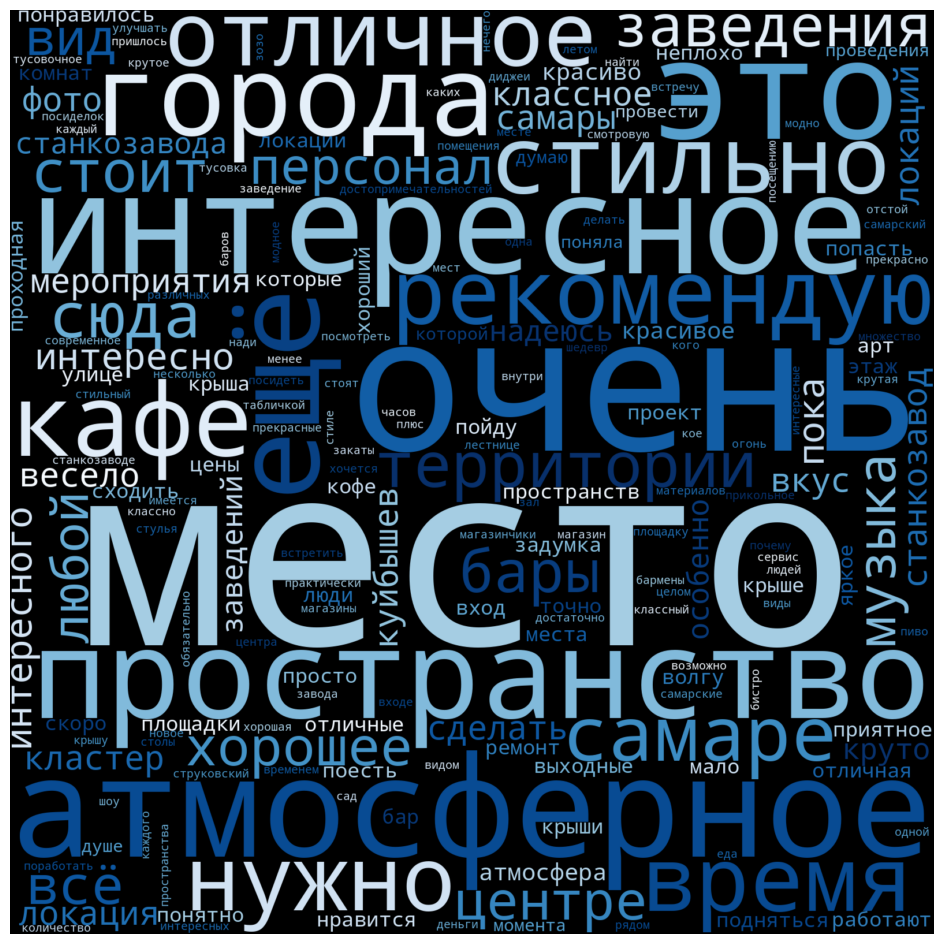 понравилось
улучшать
пришлось
вид
тусовочное
отличное
зозо
нечего
летом
заведения
крутое
комнат
города
диджеи
найти
красиво
неплохо
проведения
это
фото
посиделок
каждый
каких
классное
встречу
провести
самары
модно
смотровую
локаций
станкозавода
локации
тусовка
месте
помещения
стоит
персонал
думаю
стильно
посещению
заведение
достопримечательностей
интересное
отстой
самарский
делать
одна
поняла
проходная
баров
модное
хороший
мест
попасть
прекрасно
мероприятия
которые
рекомендую
различных
сюда
ещё
которой
надеюсь
красивое
множество
современное
нади
посмотреть
шедевр
кого
арт
интересно
менее
улице
несколько
крыша
посидеть
стоят
внутри
этаж
крутая
очень
кафе
стильный
табличкой
часов
плюс
проект
интересные
пока
прекрасные
стиле
пойду
кое
закаты
лестнице
огонь
станкозавод
станкозаводе
цены
территории
весело
хочется
сходить
кофе
пространств
материалов
прикольное
вкус
имеется
классно
любой
заведений
куйбышев
зал
магазинчики
площадку
магазин
почему
музыка
интересного
стулья
место
встретить
задумка
особенно
сервис
людей
яркое
практически
люди
бары
бармены
крыше
целом
виды
магазины
вход
точно
достаточно
классный
пиво
обязательно
центра
места
пространство
просто
возможно
волгу
бистро
завода
самарские
входе
скоро
крышу
площадки
хорошая
отличные
сделать
самаре
приятное
новое
столы
кластер
хорошее
ремонт
круто
струковский
временем
поесть
видом
выходные
мало
отличная
атмосферное
шоу
сад
бар
крыши
одной
душе
каждого
еда
поработать
пространства
нужно
атмосфера
время
всё
локация
понятно
центре
количество
интересных
нравится
деньги
момента
рядом
подняться
работают